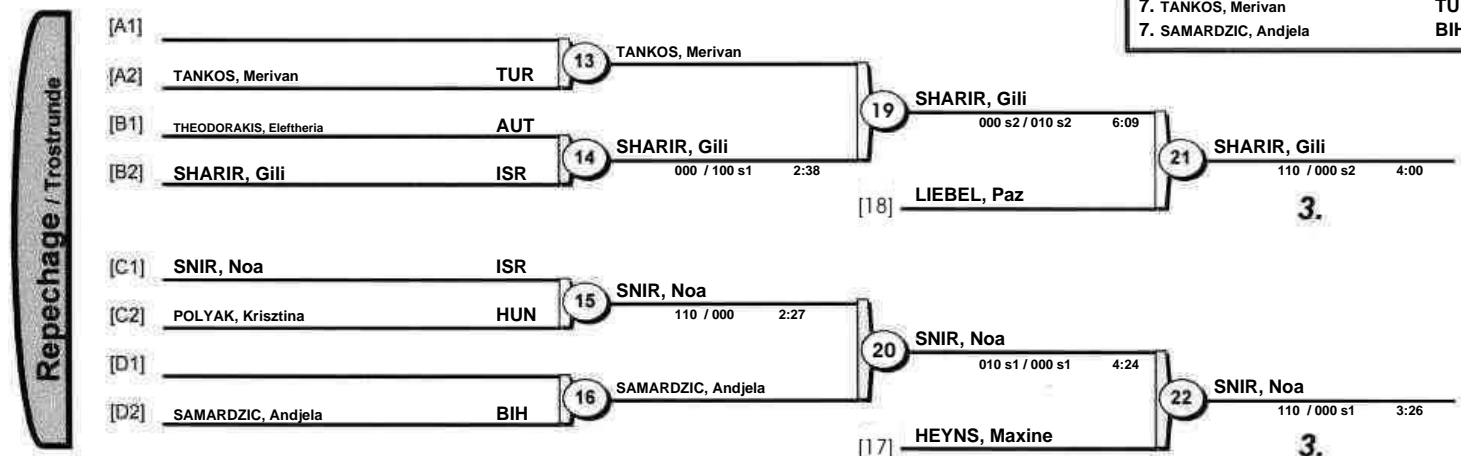 7. TANKOS, Merivan TU
7. SAMARDZIC, Andjela BIH
Repechage / Trostrunde
[A1]
[A2] TANKOS, Merivan TUR
13 TANKOS, Merivan
[B1] THEODORAKIS, Eleftheria AUT
[B2] SHARIR, Gili ISR
14 SHARIR, Gili
000 / 100 s1 2:38
19 SHARIR, Gili
000 s2 / 010 s2 6:09
[18] LIEBEL, Paz
21 SHARIR, Gili
110 / 000 s2 4:00
3.
[C1] SNIR, Noa ISR
[C2] POLYAK, Krisztina HUN
15 SNIR, Noa
110 / 000 2:27
[D1]
[D2] SAMARDZIC, Andjela BIH
16 SAMARDZIC, Andjela
20 SNIR, Noa
010 s1 / 000 s1 4:24
[17] HEYNS, Maxine
22 SNIR, Noa
110 / 000 s1 3:26
3.